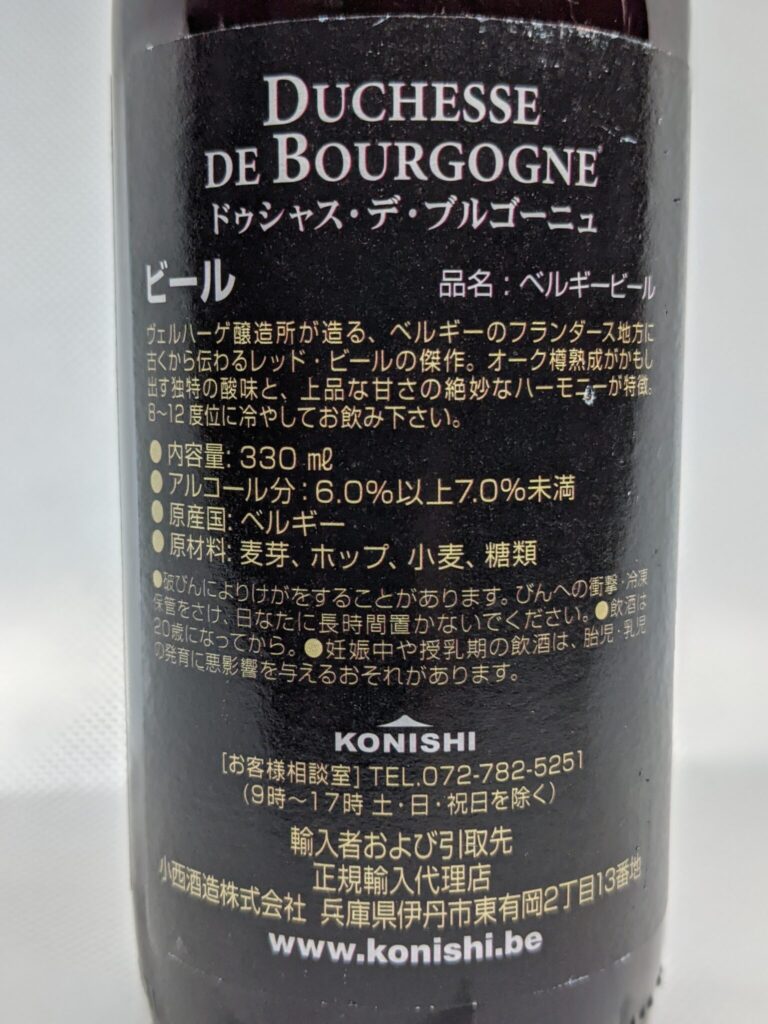 DUCHESSE
DE BOURGOGNE
ドゥシャス・デ・ブルゴーニュ
ビール 品名：ベルギービール
ヴェルハーゲ醸造所が造る、ベルギーのフランダース地方に
古くから伝わるレッド・ビールの傑作。オーク樽熟成がかもし
出す独特の酸味と、上品な甘さの絶妙なハーモニーが特徴。
8〜12度位に冷やしてお飲み下さい。
●内容量：330㎖
●アルコール分：6.0%以上7.0%未満
●原産国：ベルギー
●原材料：麦芽、ホップ、小麦、糖類
●破びんによりけがをすることがあります。びんへの衝撃・冷凍
保管をさけ、日なたに長時間置かないでください。●飲酒は
20歳になってから。●妊娠中や授乳期の飲酒は、胎児・乳児
の発育に悪影響を与えるおそれがあります。
KONISHI
[お客様相談室] TEL.072-782-5251
(9時〜17時 土・日・祝日を除く)
輸入者および引取先
正規輸入代理店
小西酒造株式会社 兵庫県伊丹市東有岡2丁目13番地
www.konishi.be